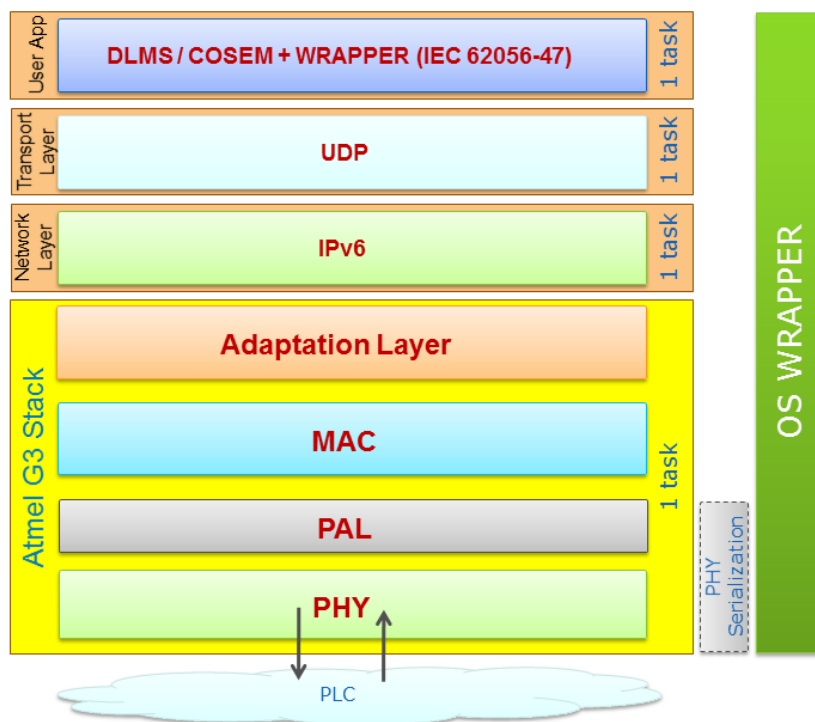 User App
DLMS / COSEM + WRAPPER (IEC 62056-47)
1 task
Transport
Layer
UDP
1 task
Network
Layer
IPv6
1 task
Atmel G3 Stack
Adaptation Layer
MAC
PAL
PHY
1 task
PHY
Serialization
OS WRAPPER
PLC